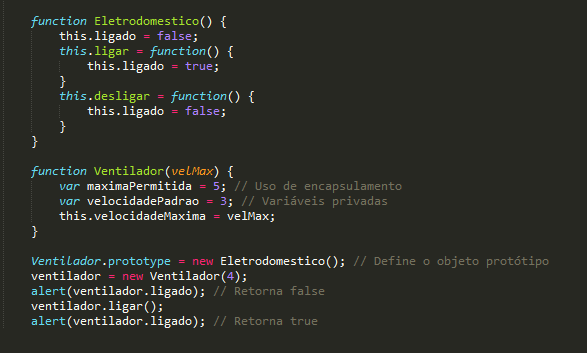 function Eletrodomestico() {
    this.ligado = false;
    this.ligar = function() {
        this.ligado = true;
    }
    this.desligar = function() {
        this.ligado = false;
    }
}

function Ventilador(velMax) {
    var maximaPermitida = 5; // Uso de encapsulamento
    var velocidadePadrao = 3; // Variáveis privadas
    this.velocidadeMaxima = velMax;
}

Ventilador.prototype = new Eletrodomestico(); // Define o objeto protótipo
ventilador = new Ventilador(4);
alert(ventilador.ligado); // Retorna false
ventilador.ligar();
alert(ventilador.ligado); // Retorna true